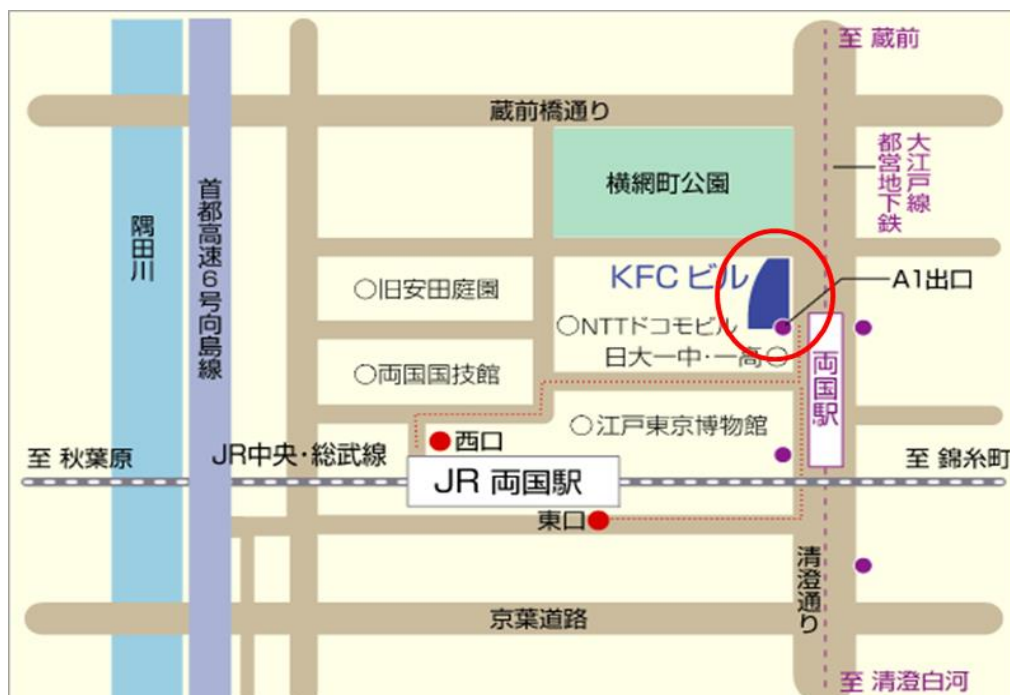 至 蔵前
蔵前橋通り
大江戸線
都営地下鉄
横網町公園
首都高速6号向島線
隅田川
KFC ビル
A1出口
○旧安田庭園
○NTTドコモビル
日大一中・一高○
両国駅
○両国国技館
○江戸東京博物館
西口
至 秋葉原
JR中央・総武線
JR 両国駅
至 錦糸町
東口
清澄通り
京葉道路
至 清澄白河